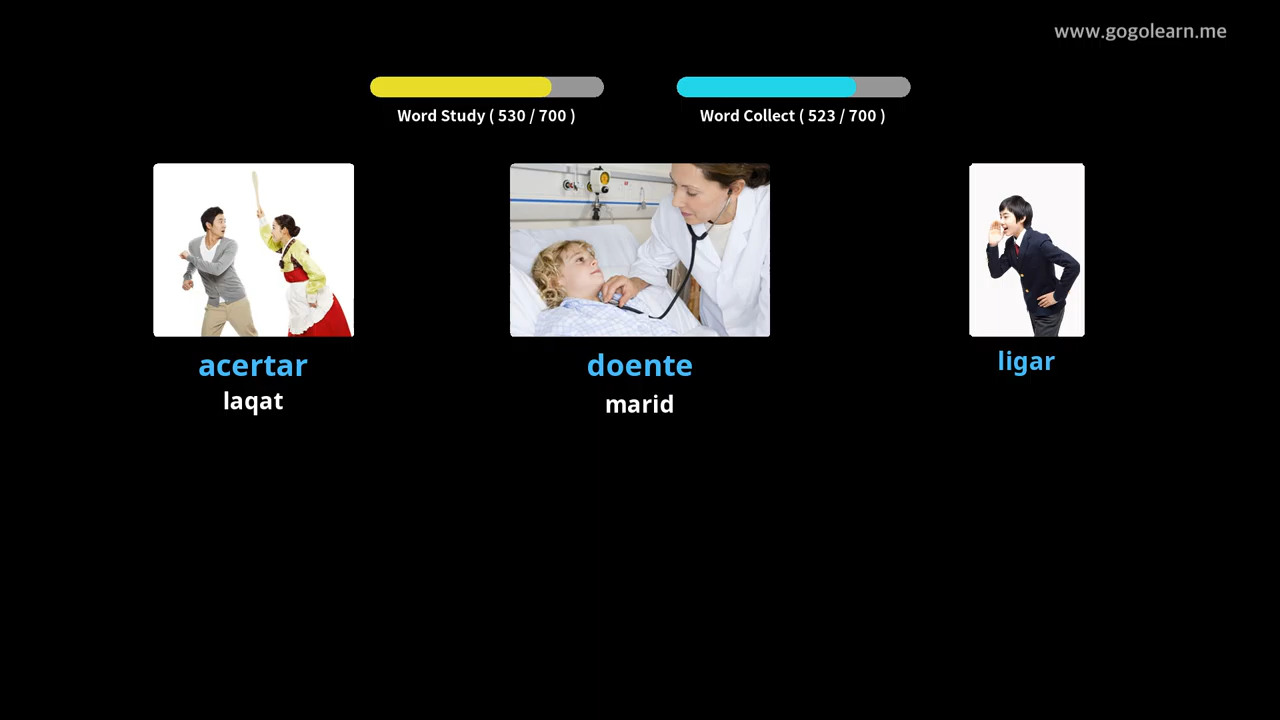 www.gogolearn.me
Word Study ( 530 / 700 )
Word Collect ( 523 / 700 )
acertar
laqat
doente
marid
ligar